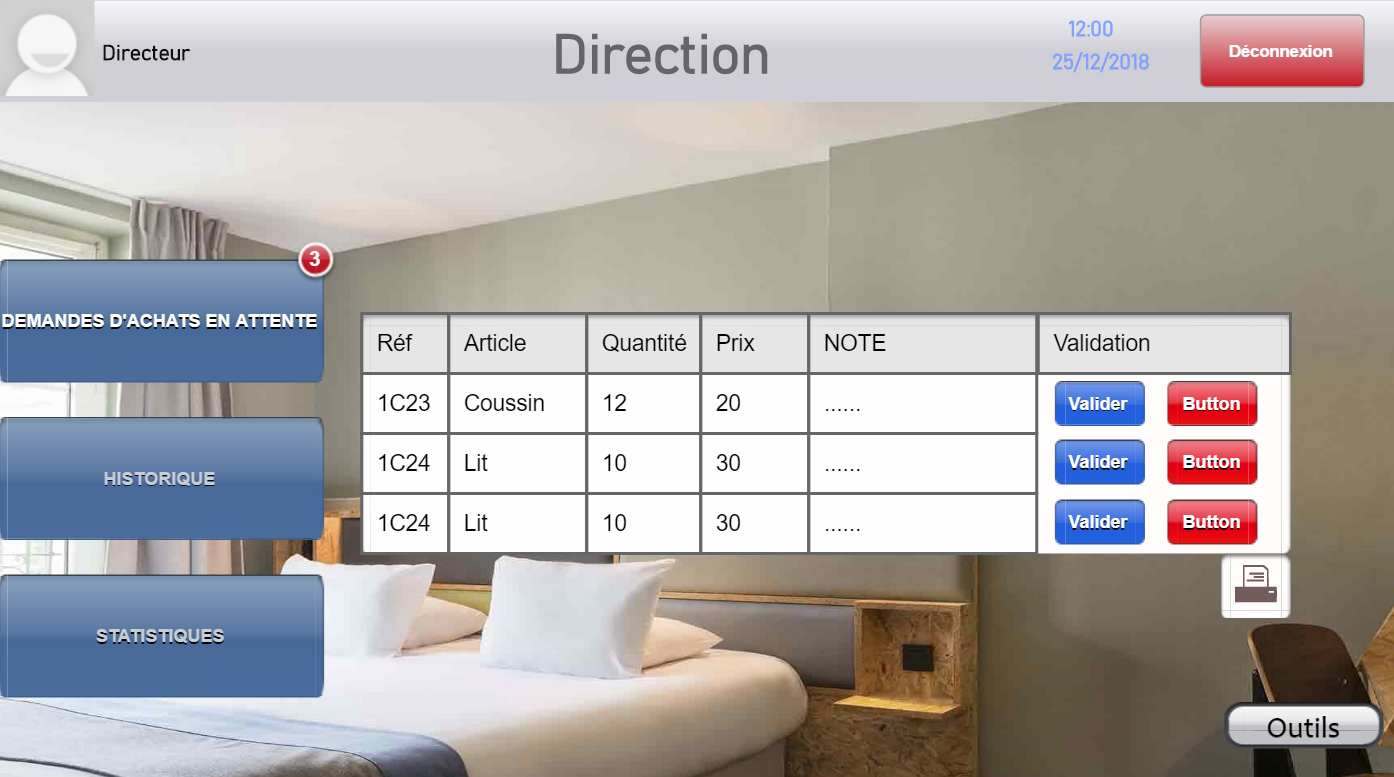 Directeur
Direction
12:00
25/12/2018
Déconnexion
3
DEMANDES D'ACHATS EN ATTENTE
HISTORIQUE
STATISTIQUES
Réf Article Quantité Prix NOTE Validation
1C23 Coussin 12 20 ...... Valider Button
1C24 Lit 10 30 ...... Valider Button
1C24 Lit 10 30 ...... Valider Button
Outils